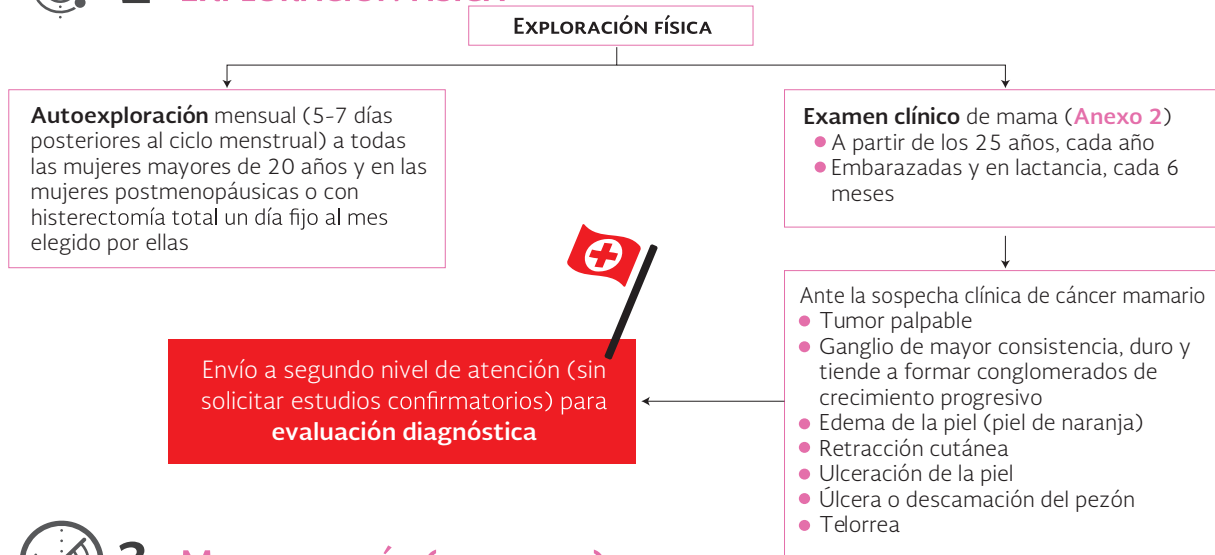 EXPLORACIÓN FÍSICA
Autoexploración mensual (5-7 días
posteriores al ciclo menstrual) a todas
las mujeres mayores de 20 años y en las
mujeres postmenopáusicas o con
histerectomía total un día fijo al mes
elegido por ellas
Examen clínico de mama (Anexo 2)
● A partir de los 25 años, cada año
● Embarazadas y en lactancia, cada 6
meses
Ante la sospecha clínica de cáncer mamario
● Tumor palpable
● Ganglio de mayor consistencia, duro y
tiende a formar conglomerados de
crecimiento progresivo
● Edema de la piel (piel de naranja)
● Retracción cutánea
● Ulceración de la piel
● Úlcera o descamación del pezón
● Telorrea
Envío a segundo nivel de atención (sin
solicitar estudios confirmatorios) para
evaluación diagnóstica